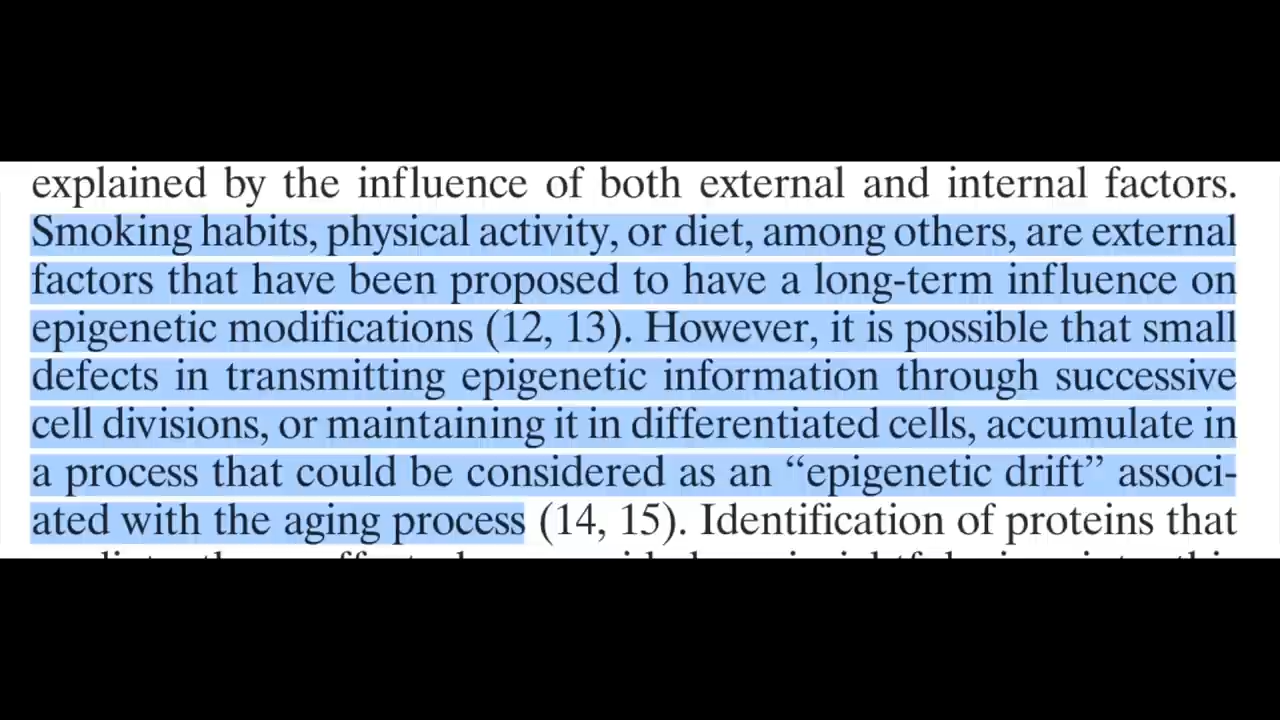 explained by the influence of both external and internal factors.
Smoking habits, physical activity, or diet, among others, are external
factors that have been proposed to have a long-term influence on
epigenetic modifications (12, 13). However, it is possible that small
defects in transmitting epigenetic information through successive
cell divisions, or maintaining it in differentiated cells, accumulate in
a process that could be considered as an “epigenetic drift” associ-
ated with the aging process (14, 15). Identification of proteins that